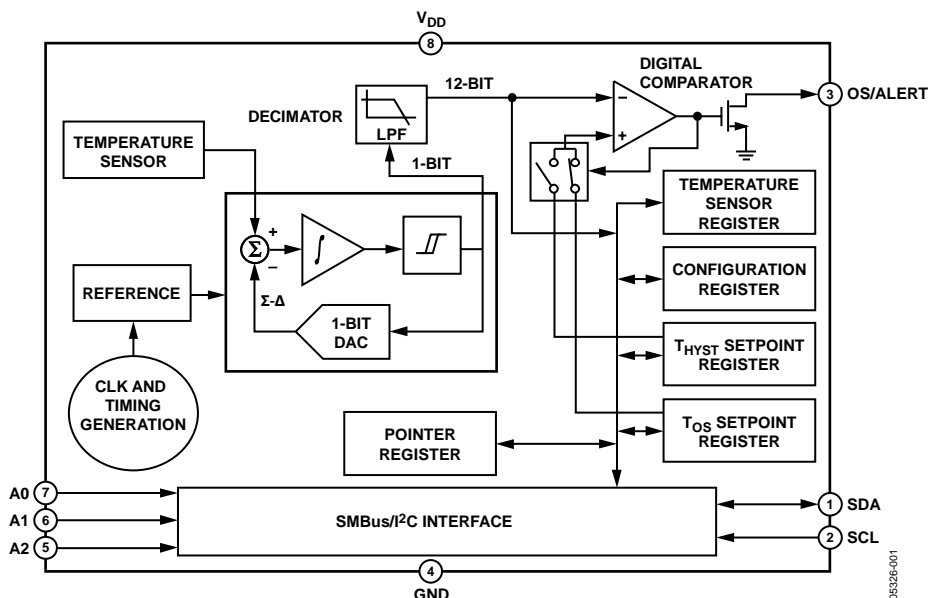 VDD
8
DIGITAL
COMPARATOR
12-BIT
–
+
3 OS/ALERT
DECIMATOR
LPF
1-BIT
TEMPERATURE
SENSOR
TEMPERATURE
SENSOR
REGISTER
+
Σ
–
∫
CONFIGURATION
REGISTER
REFERENCE
Σ-Δ
1-BIT
DAC
THYST SETPOINT
REGISTER
CLK AND
TIMING
GENERATION
TOS SETPOINT
REGISTER
POINTER
REGISTER
A0 7
A1 6
A2 5
SMBus/I²C INTERFACE
1 SDA
2 SCL
4
GND
05326-001